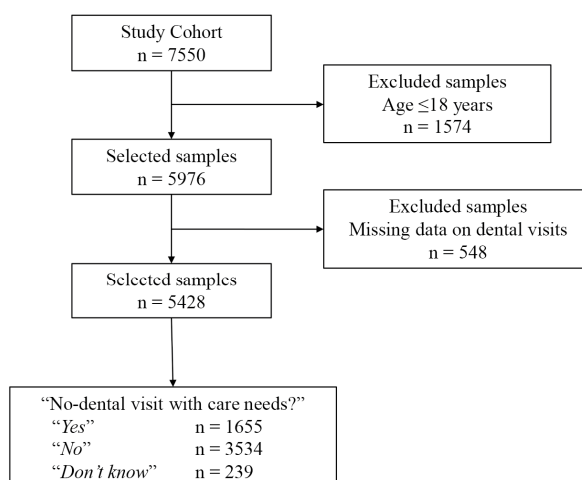 Study Cohort
n = 7550
Excluded samples
Age ≤18 years
n = 1574
Selected samples
n = 5976
Excluded samples
Missing data on dental visits
n = 548
Selected samples
n = 5428
“No-dental visit with care needs?”
“Yes” n = 1655
“No” n = 3534
“Don’t know” n = 239